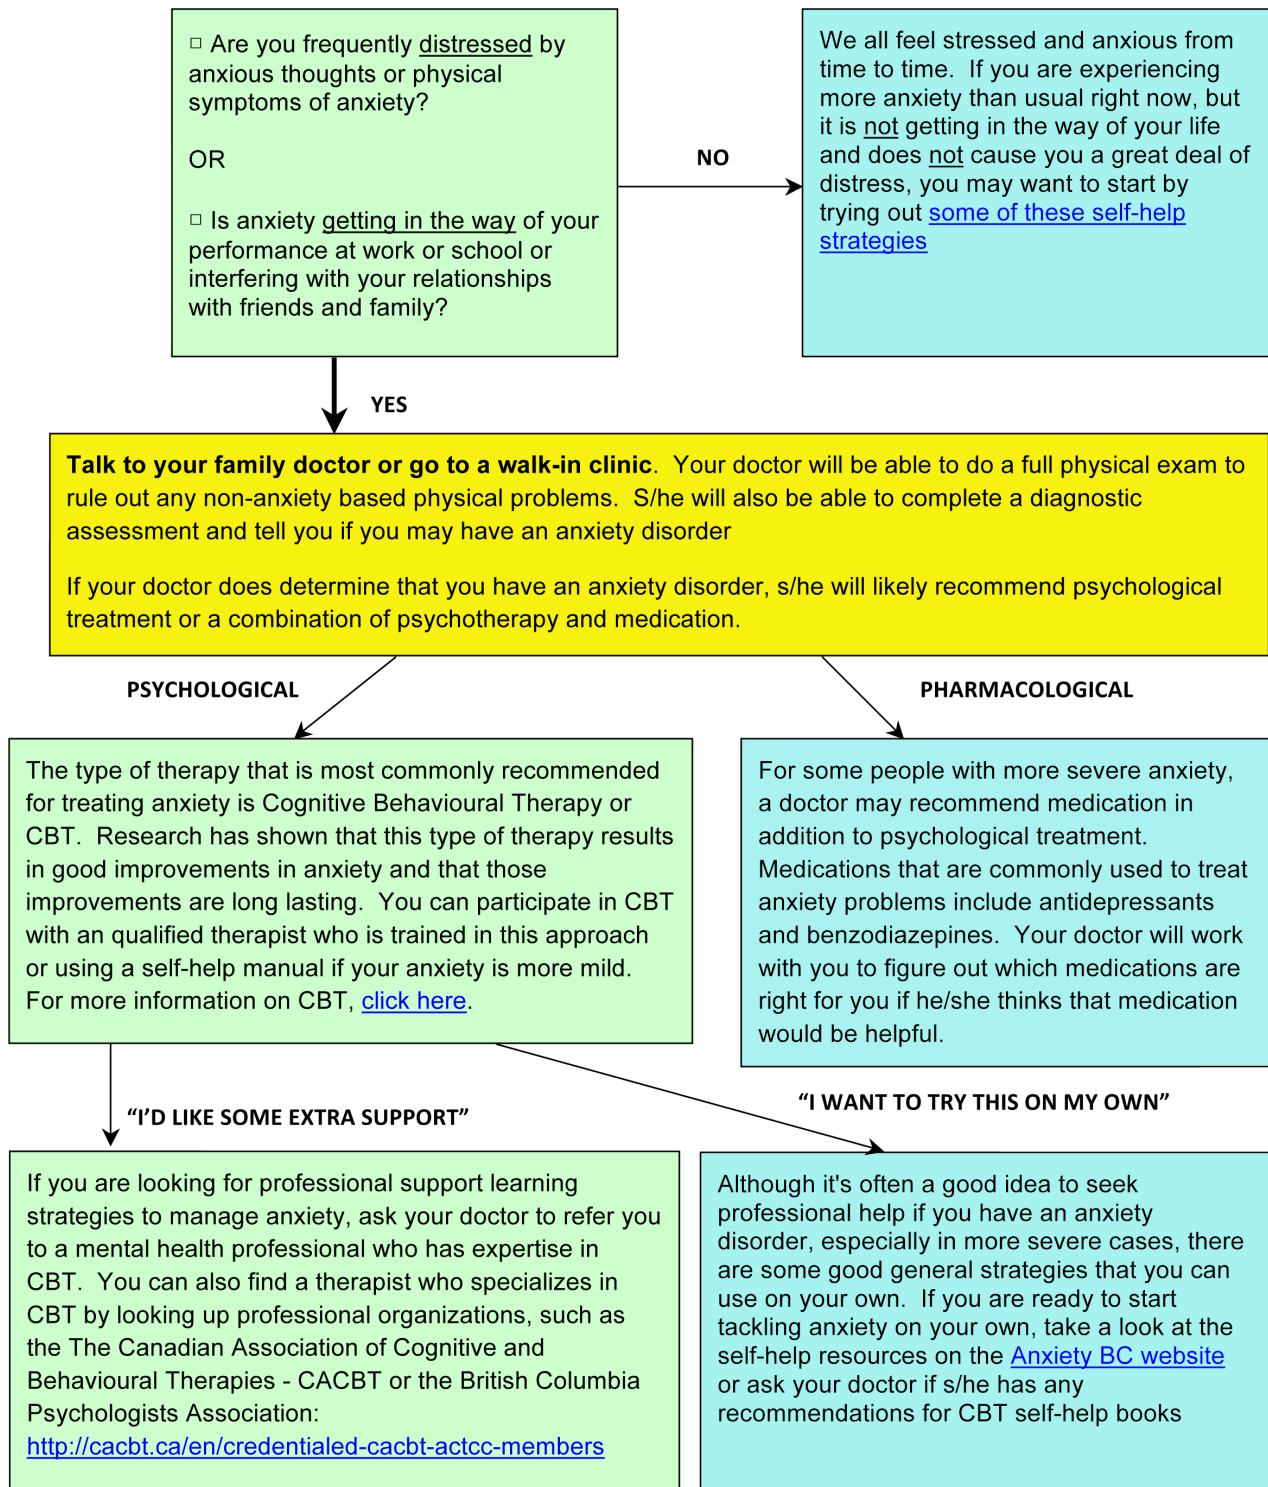 □ Are you frequently distressed by
anxious thoughts or physical
symptoms of anxiety?
OR
□ Is anxiety getting in the way of your
performance at work or school or
interfering with your relationships
with friends and family?
NO
We all feel stressed and anxious from
time to time.  If you are experiencing
more anxiety than usual right now, but
it is not getting in the way of your life
and does not cause you a great deal of
distress, you may want to start by
trying out some of these self-help
strategies
YES
Talk to your family doctor or go to a walk-in clinic.  Your doctor will be able to do a full physical exam to
rule out any non-anxiety based physical problems.  S/he will also be able to complete a diagnostic
assessment and tell you if you may have an anxiety disorder
If your doctor does determine that you have an anxiety disorder, s/he will likely recommend psychological
treatment or a combination of psychotherapy and medication.
PSYCHOLOGICAL
PHARMACOLOGICAL
The type of therapy that is most commonly recommended
for treating anxiety is Cognitive Behavioural Therapy or
CBT.  Research has shown that this type of therapy results
in good improvements in anxiety and that those
improvements are long lasting.  You can participate in CBT
with an qualified therapist who is trained in this approach
or using a self-help manual if your anxiety is more mild.
For more information on CBT, click here.
For some people with more severe anxiety,
a doctor may recommend medication in
addition to psychological treatment.
Medications that are commonly used to treat
anxiety problems include antidepressants
and benzodiazepines.  Your doctor will work
with you to figure out which medications are
right for you if he/she thinks that medication
would be helpful.
“I’D LIKE SOME EXTRA SUPPORT”
“I WANT TO TRY THIS ON MY OWN”
If you are looking for professional support learning
strategies to manage anxiety, ask your doctor to refer you
to a mental health professional who has expertise in
CBT.  You can also find a therapist who specializes in
CBT by looking up professional organizations, such as
the The Canadian Association of Cognitive and
Behavioural Therapies - CACBT or the British Columbia
Psychologists Association:
http://cacbt.ca/en/credentialed-cacbt-actcc-members
Although it's often a good idea to seek
professional help if you have an anxiety
disorder, especially in more severe cases, there
are some good general strategies that you can
use on your own.  If you are ready to start
tackling anxiety on your own, take a look at the
self-help resources on the Anxiety BC website
or ask your doctor if s/he has any
recommendations for CBT self-help books